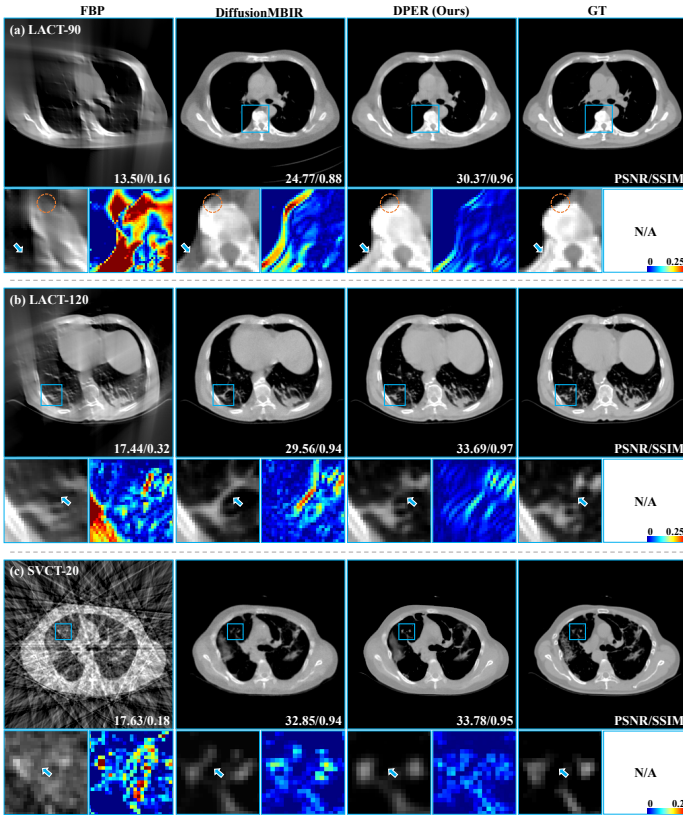 FBP DiffusionMBIR DPER (Ours) GT
(a) LACT-90
13.50/0.16 24.77/0.88 30.37/0.96 PSNR/SSIM
N/A
0 0.25
(b) LACT-120
17.44/0.32 29.56/0.94 33.69/0.97 PSNR/SSIM
N/A
0 0.25
(c) SVCT-20
17.63/0.18 32.85/0.94 33.78/0.95 PSNR/SSIM
N/A
0 0.2